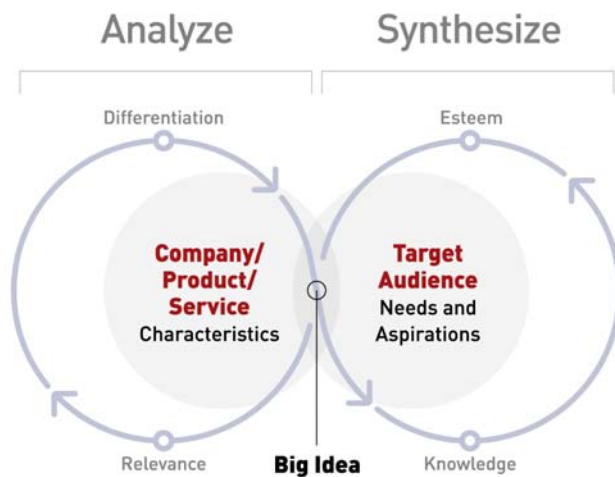 Analyze
Synthesize
Differentiation
Esteem
Company/
Product/
Service
Characteristics
Target
Audience
Needs and
Aspirations
Relevance
Big Idea
Knowledge